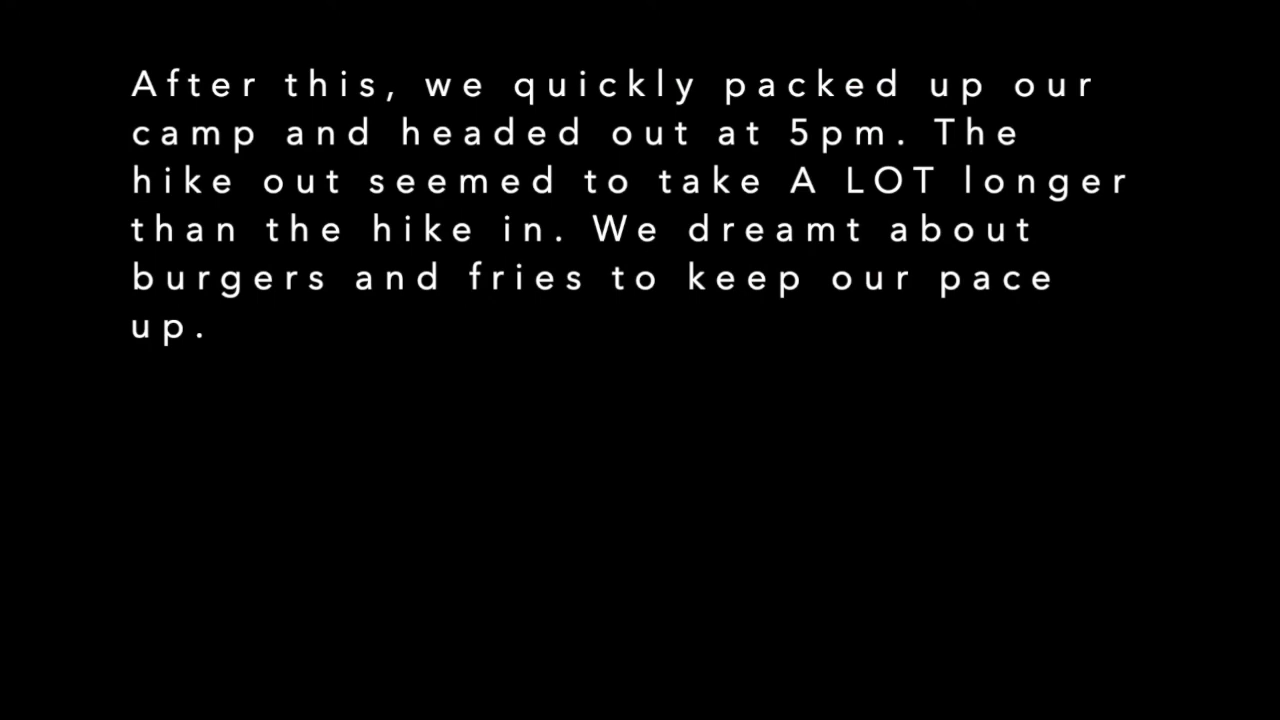 After this, we quickly packed up our
camp and headed out at 5pm. The
hike out seemed to take A LOT longer
than the hike in. We dreamt about
burgers and fries to keep our pace
up.